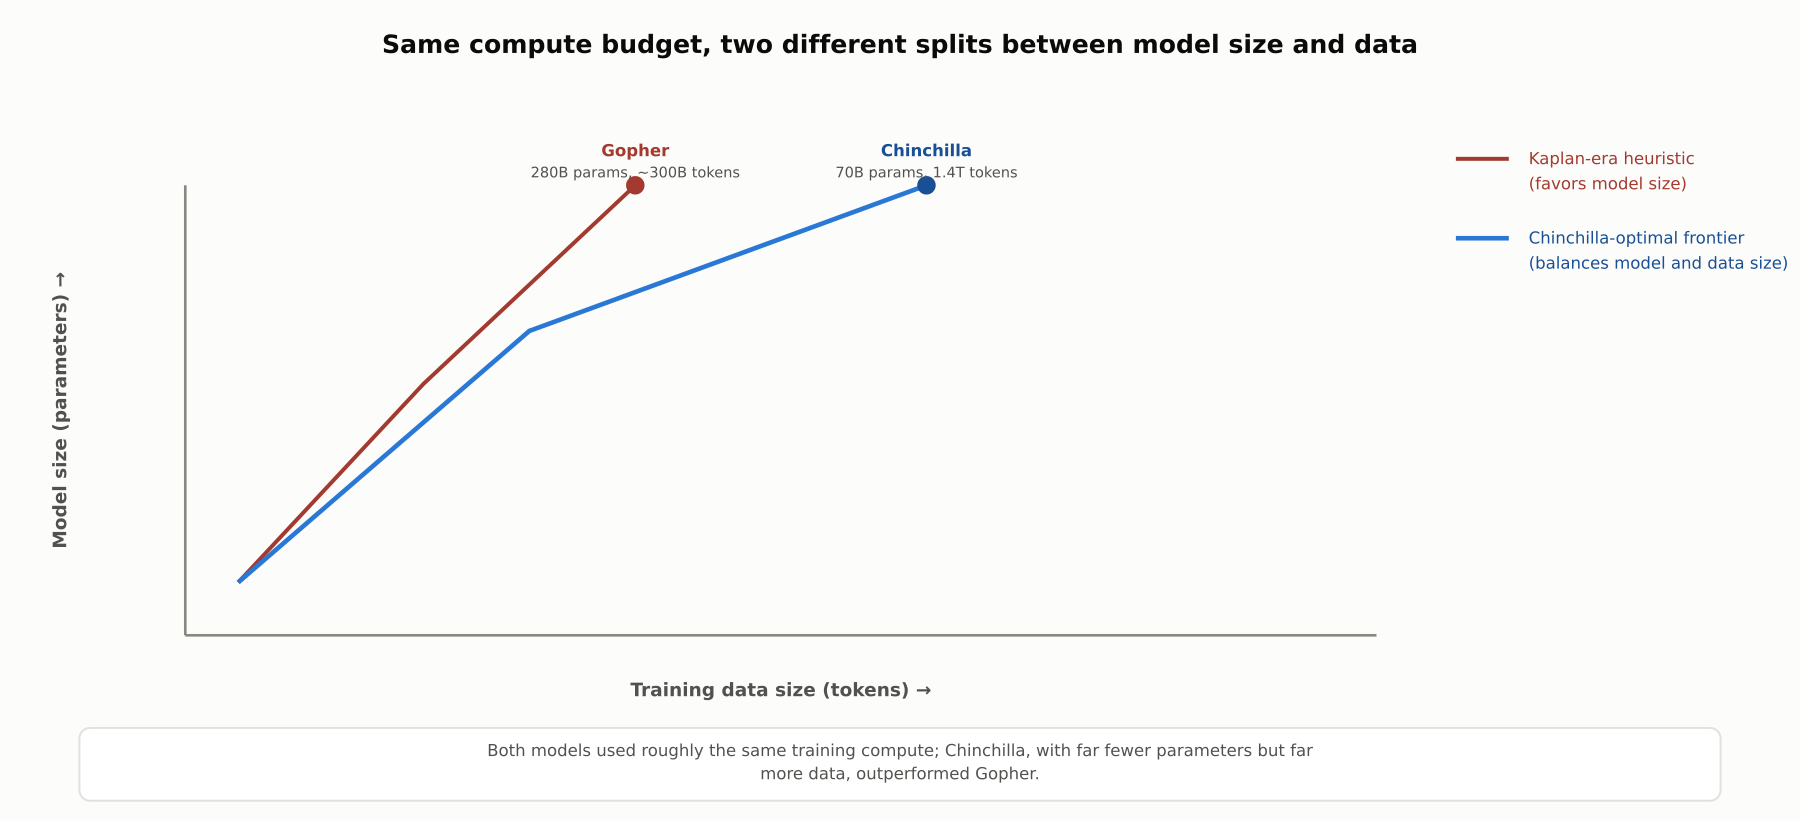 Same compute budget, two different splits between model size and data
Gopher
280B params, ~300B tokens
Chinchilla
70B params, 1.4T tokens
Kaplan-era heuristic
(favors model size)
Chinchilla-optimal frontier
(balances model and data size)
Model size (parameters) →
Training data size (tokens) →
Both models used roughly the same training compute; Chinchilla, with far fewer parameters but far
more data, outperformed Gopher.